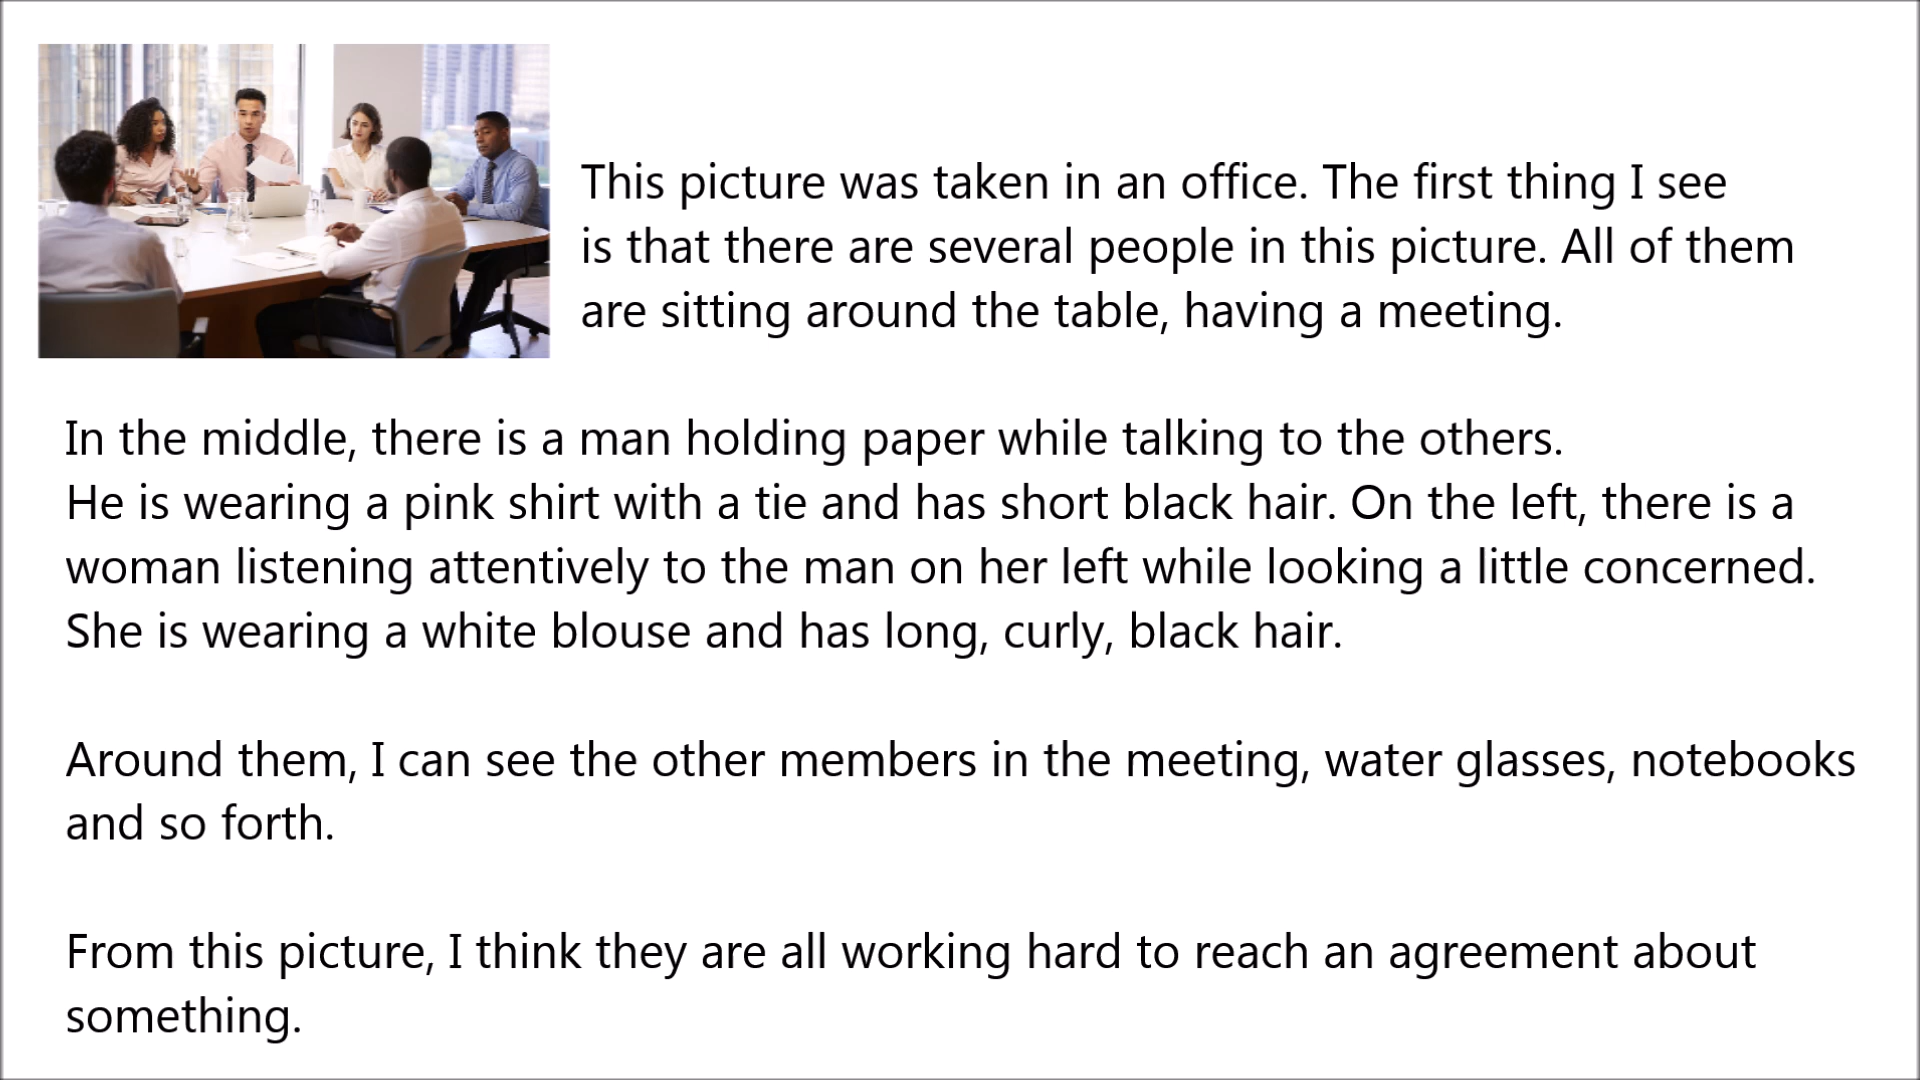 This picture was taken in an office. The first thing I see
is that there are several people in this picture. All of them
are sitting around the table, having a meeting.
In the middle, there is a man holding paper while talking to the others.
He is wearing a pink shirt with a tie and has short black hair. On the left, there is a
woman listening attentively to the man on her left while looking a little concerned.
She is wearing a white blouse and has long, curly, black hair.
Around them, I can see the other members in the meeting, water glasses, notebooks
and so forth.
From this picture, I think they are all working hard to reach an agreement about
something.